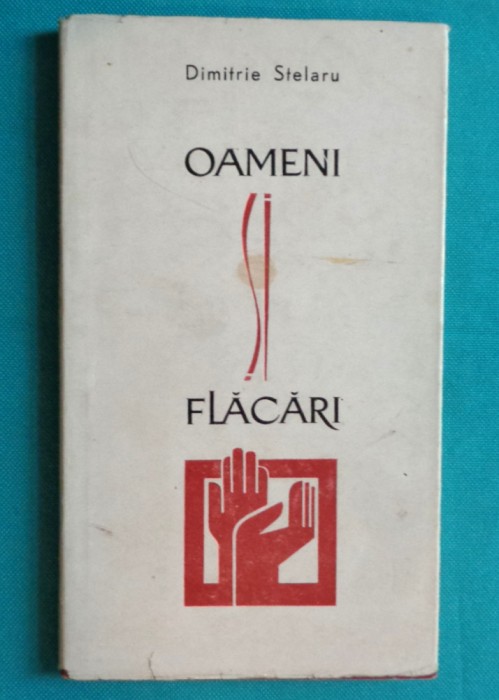 Dimitrie Stelaru
OAMENI
și
FLĂCĂRI